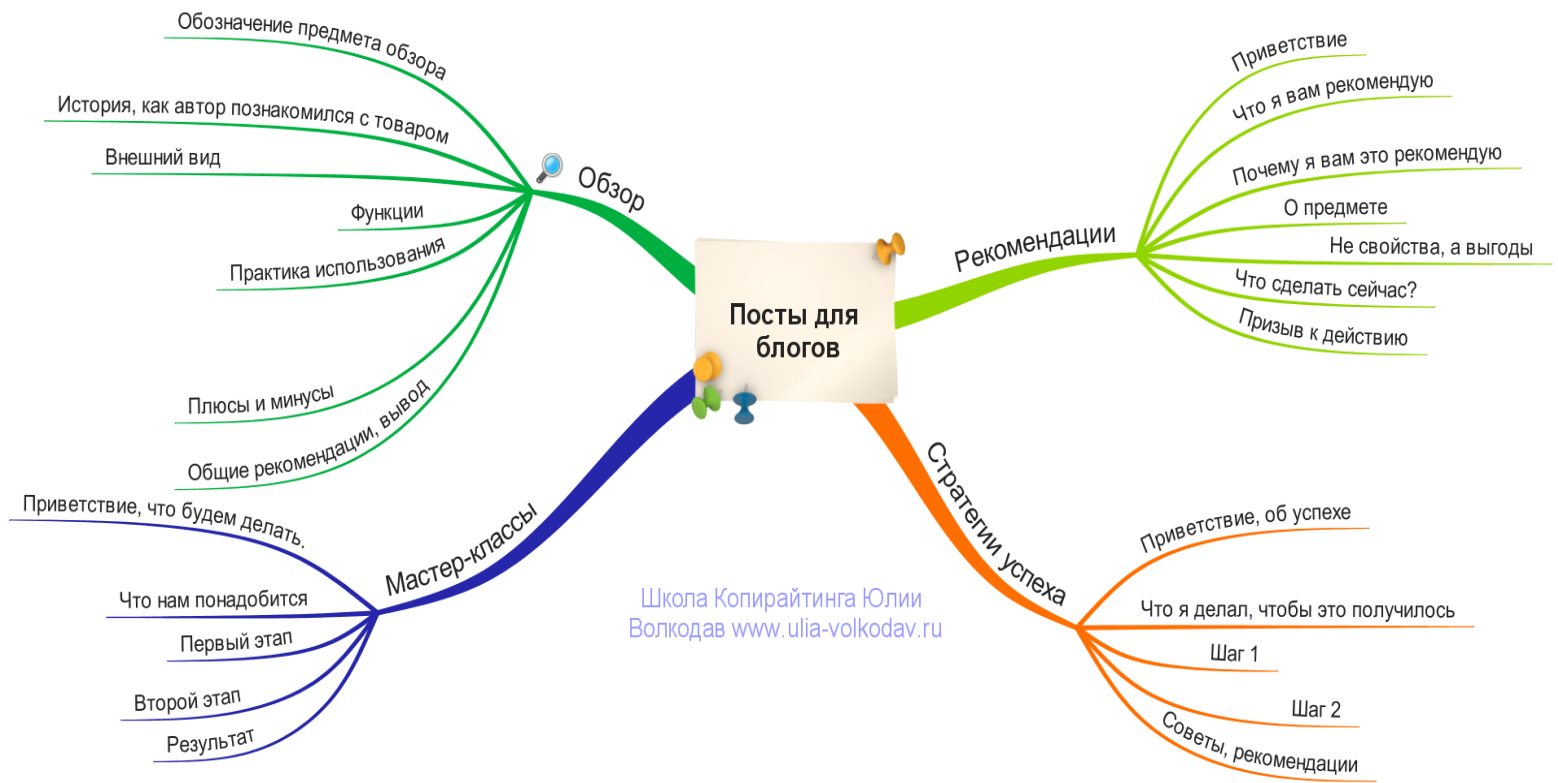 Посты для
блогов
Обзор
Обозначение предмета обзора
История, как автор познакомился с товаром
Внешний вид
Функции
Практика использования
Плюсы и минусы
Общие рекомендации, вывод
Рекомендации
Приветствие
Что я вам рекомендую
Почему я вам это рекомендую
О предмете
Не свойства, а выгоды
Что сделать сейчас?
Призыв к действию
Мастер-классы
Приветствие, что будем делать.
Что нам понадобится
Первый этап
Второй этап
Результат
Стратегии успеха
Приветствие, об успехе
Что я делал, чтобы это получилось
Шаг 1
Шаг 2
Советы, рекомендации
Школа Копирайтинга Юлии
Волкодав www.ulia-volkodav.ru